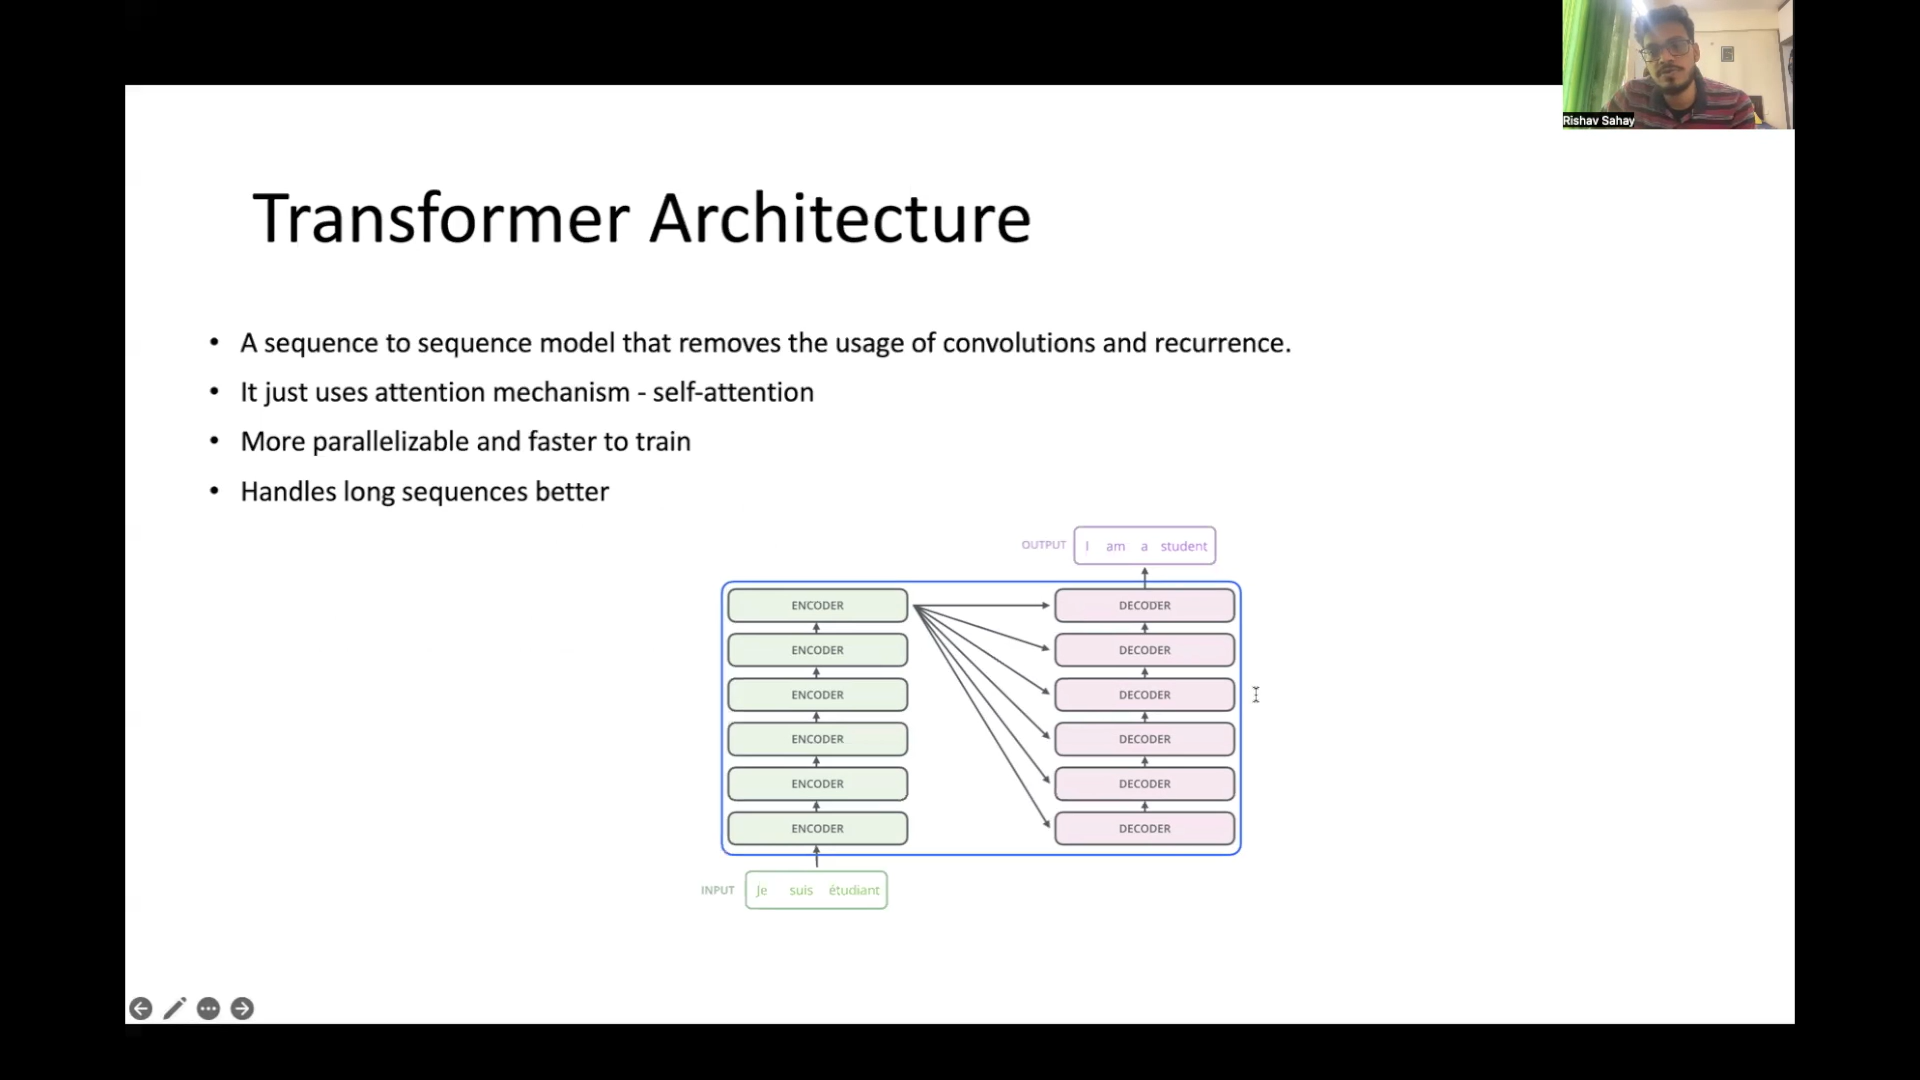 Rishav Sahay
Transformer Architecture
• A sequence to sequence model that removes the usage of convolutions and recurrence.
• It just uses attention mechanism - self-attention
• More parallelizable and faster to train
• Handles long sequences better
OUTPUT I am a student
ENCODER DECODER
ENCODER DECODER
ENCODER DECODER
ENCODER DECODER
ENCODER DECODER
ENCODER DECODER
INPUT Je suis étudiant